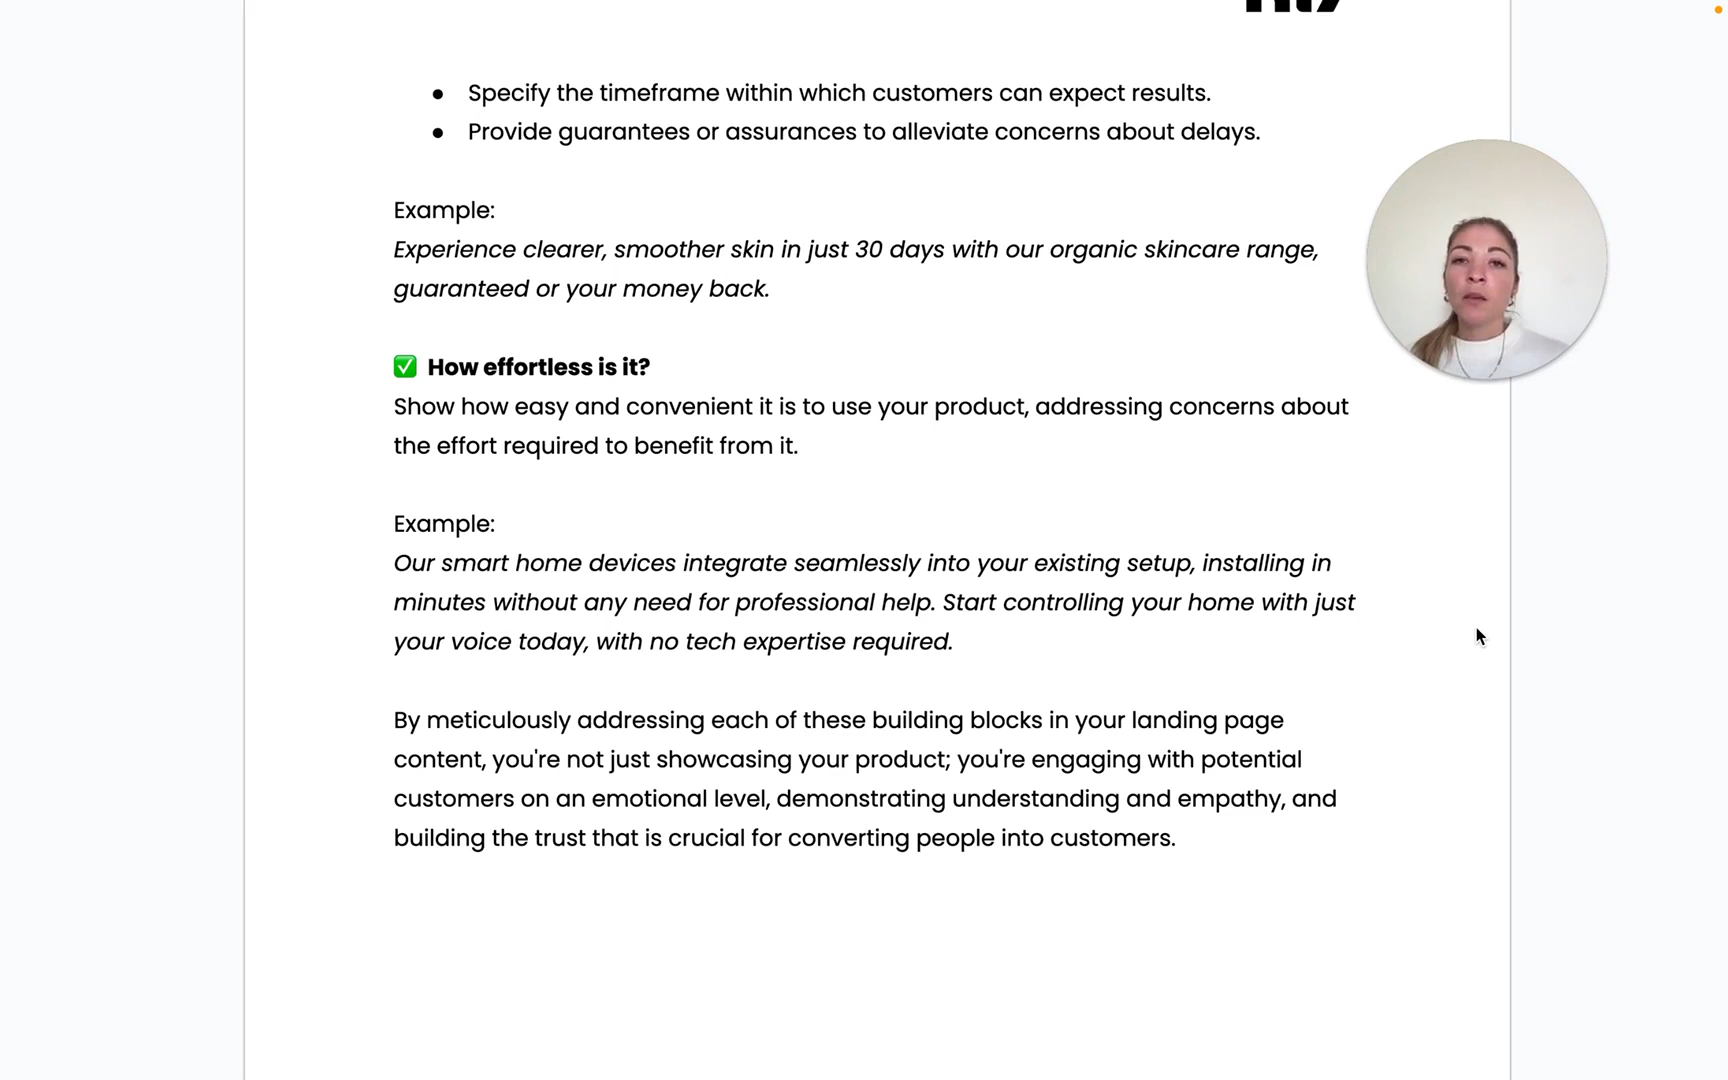 • Specify the timeframe within which customers can expect results.
• Provide guarantees or assurances to alleviate concerns about delays.
Example:
Experience clearer, smoother skin in just 30 days with our organic skincare range,
guaranteed or your money back.
✅ How effortless is it?
Show how easy and convenient it is to use your product, addressing concerns about
the effort required to benefit from it.
Example:
Our smart home devices integrate seamlessly into your existing setup, installing in
minutes without any need for professional help. Start controlling your home with just
your voice today, with no tech expertise required.
By meticulously addressing each of these building blocks in your landing page
content, you're not just showcasing your product; you're engaging with potential
customers on an emotional level, demonstrating understanding and empathy, and
building the trust that is crucial for converting people into customers.